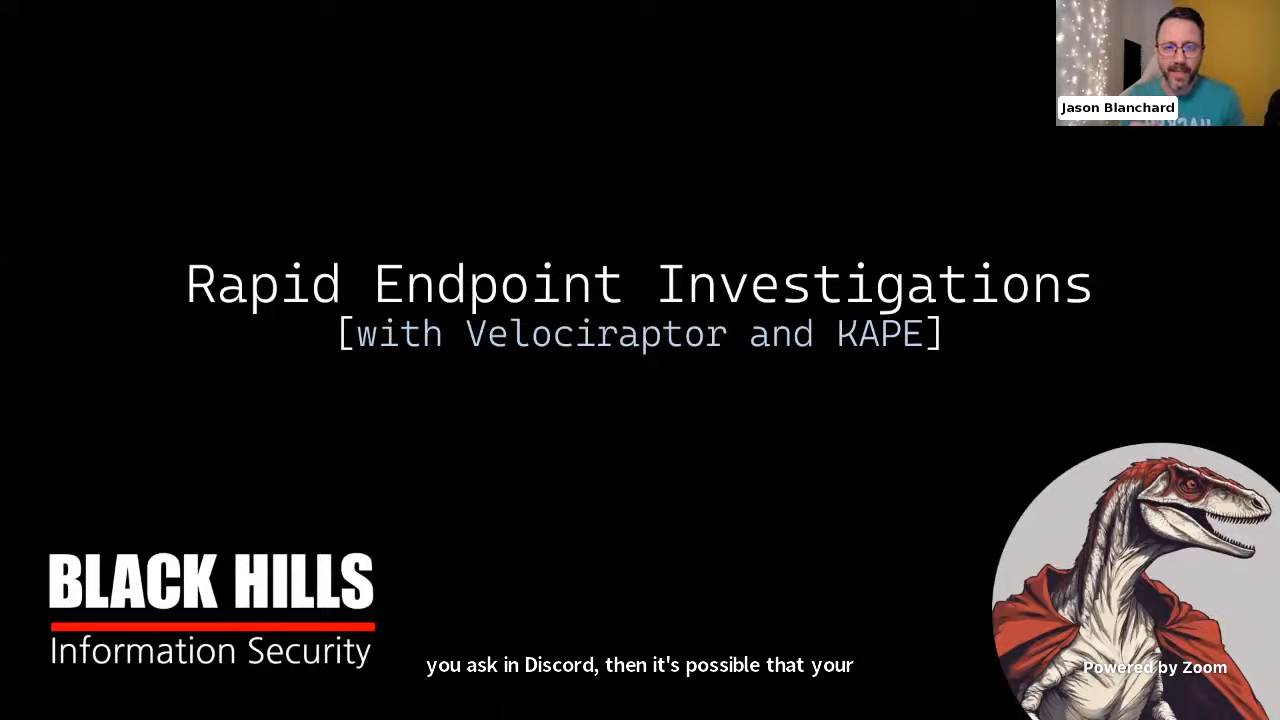 Jason Blanchard
Rapid Endpoint Investigations
[with Velociraptor and KAPE]
BLACK HILLS
Information Security
you ask in Discord, then it's possible that your
Powered by Zoom